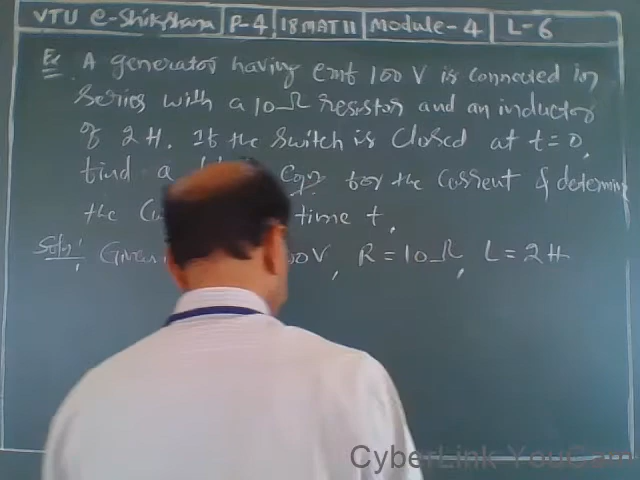 VTU e-Shikshana P-4 18MAT11 Module-4 L-6
Ex A generator having emf 100 V is connected in
series with a 10 Ω resistor and an inductor
of 2 H. If the switch is closed at t = 0,
find a for the current & determine
the time t.
Soln: Given V, R = 10 Ω, L = 2 H
CyberLink YouCam